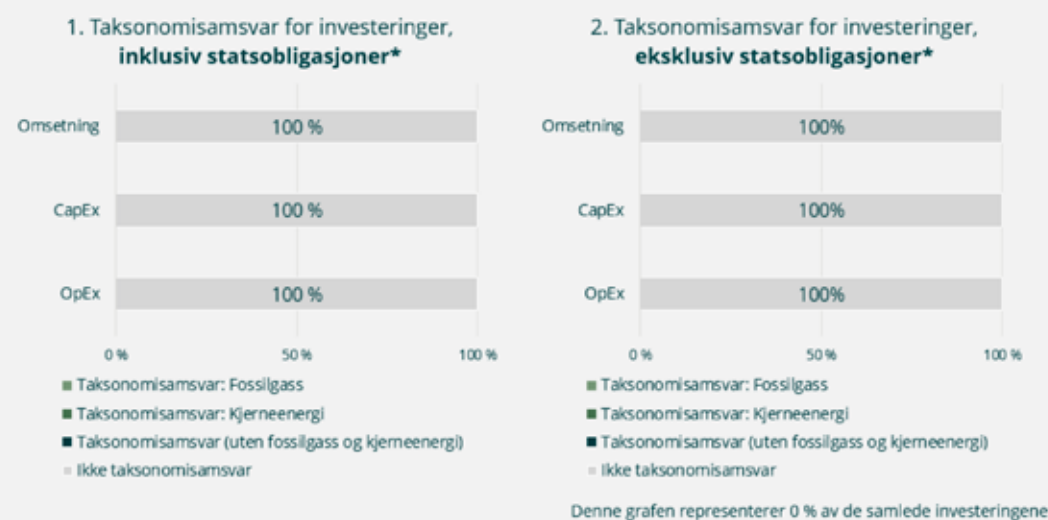 1. Taksonomisamsvar for investeringer,
inklusiv statsobligasjoner*
Omsetning
100 %
CapEx
100 %
OpEx
100 %
0 %
50 %
100 %
Taksonomisamsvar: Fossilgass
Taksonomisamsvar: Kjerneenergi
Taksonomisamsvar (uten fossilgass og kjerneenergi)
Ikke taksonomisamsvar
2. Taksonomisamsvar for investeringer,
eksklusiv statsobligasjoner*
Omsetning
100%
CapEx
100%
OpEx
100%
0 %
50 %
100 %
Taksonomisamsvar: Fossilgass
Taksonomisamsvar: Kjerneenergi
Taksonomisamsvar (uten fossilgass og kjerneenergi)
Ikke taksonomisamsvar
Denne grafen representerer 0 % av de samlede investeringene